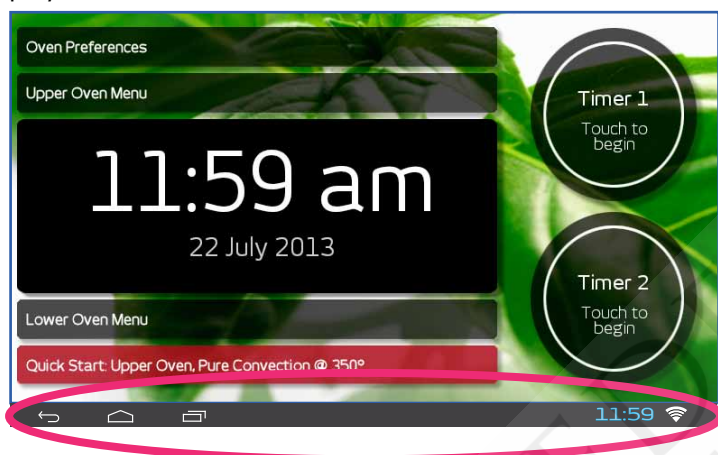 Oven Preferences
Upper Oven Menu
11:59 am
22 July 2013
Lower Oven Menu
Quick Start: Upper Oven, Pure Convection @ 350º
Timer 1
Touch to
begin
Timer 2
Touch to
begin
11:59